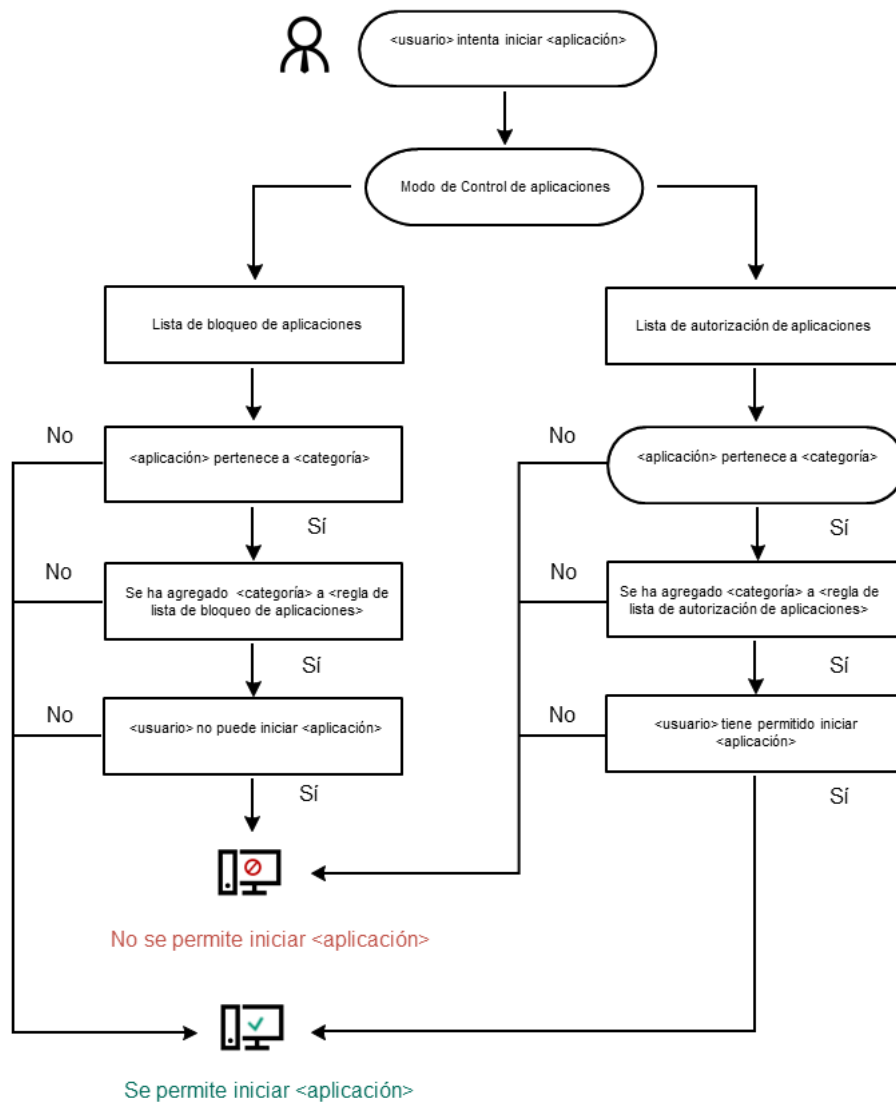 <usuario> intenta iniciar <aplicación>
Modo de Control de aplicaciones
Lista de bloqueo de aplicaciones
Lista de autorización de aplicaciones
No
<aplicación> pertenece a <categoría>
Sí
No
<aplicación> pertenece a <categoría>
Sí
No
Se ha agregado <categoría> a <regla de
lista de bloqueo de aplicaciones>
Sí
No
Se ha agregado <categoría> a <regla de
lista de autorización de aplicaciones>
Sí
No
<usuario> no puede iniciar <aplicación>
Sí
No
<usuario> tiene permitido iniciar
<aplicación>
Sí
No se permite iniciar <aplicación>
Se permite iniciar <aplicación>